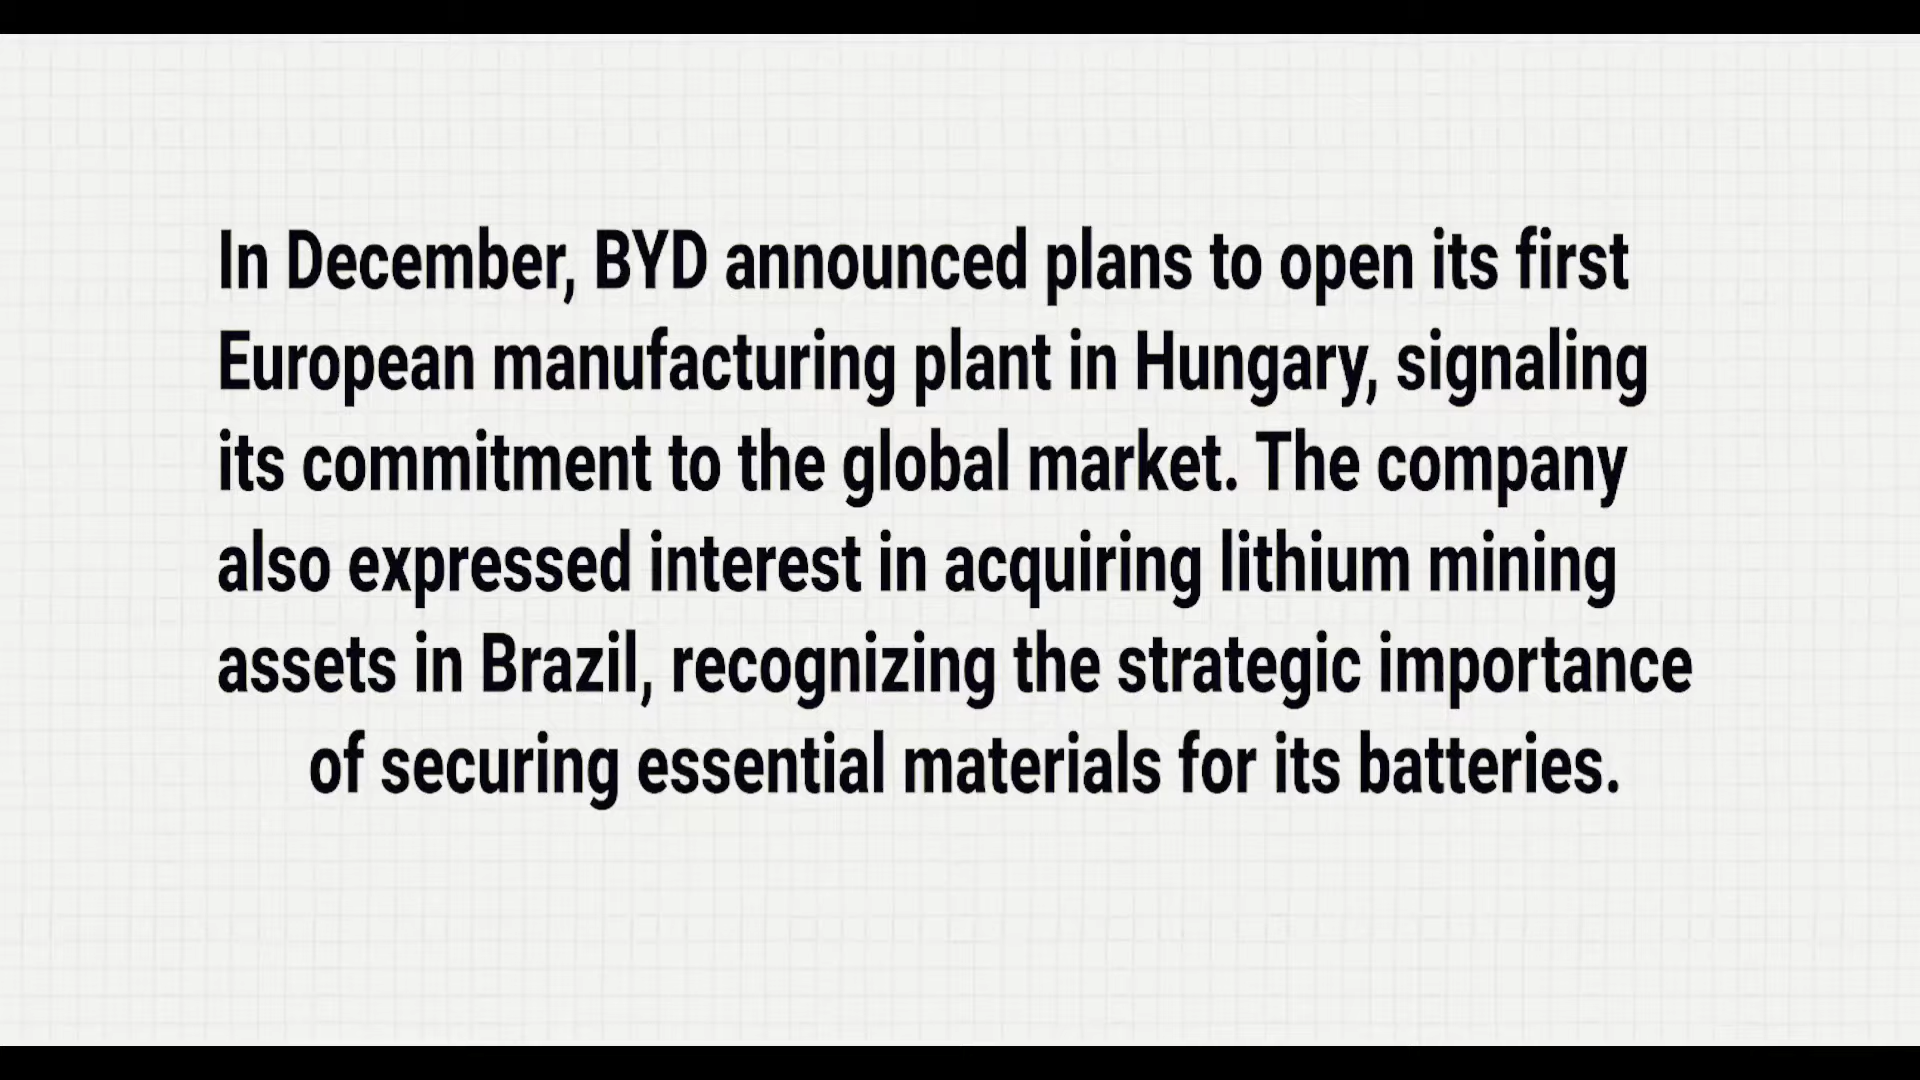 In December, BYD announced plans to open its first
European manufacturing plant in Hungary, signaling
its commitment to the global market. The company
also expressed interest in acquiring lithium mining
assets in Brazil, recognizing the strategic importance
of securing essential materials for its batteries.